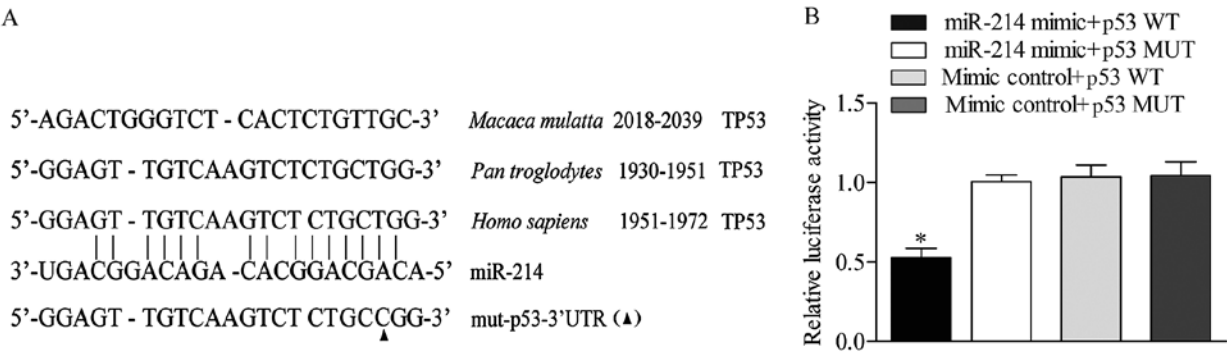 A
5’-AGACTGGGTCT - CACTCTGTTGC-3’ Macaca mulatta 2018-2039 TP53
5’-GGAGT - TGTCAAGTCTCTGCTGG-3’ Pan troglodytes 1930-1951 TP53
5’-GGAGT - TGTCAAGTCT CTGCTGG-3’ Homo sapiens 1951-1972 TP53
3’-UGACGGACAGA - CACGGACGACA-5’ miR-214
5’-GGAGT - TGTCAAGTCT CTGCCGG-3’ mut-p53-3’UTR (▲)
▲
B
miR-214 mimic+p53 WT
miR-214 mimic+p53 MUT
Mimic control+p53 WT
Mimic control+p53 MUT
Relative luciferase activity
1.5
1.0
0.5
0.0
*